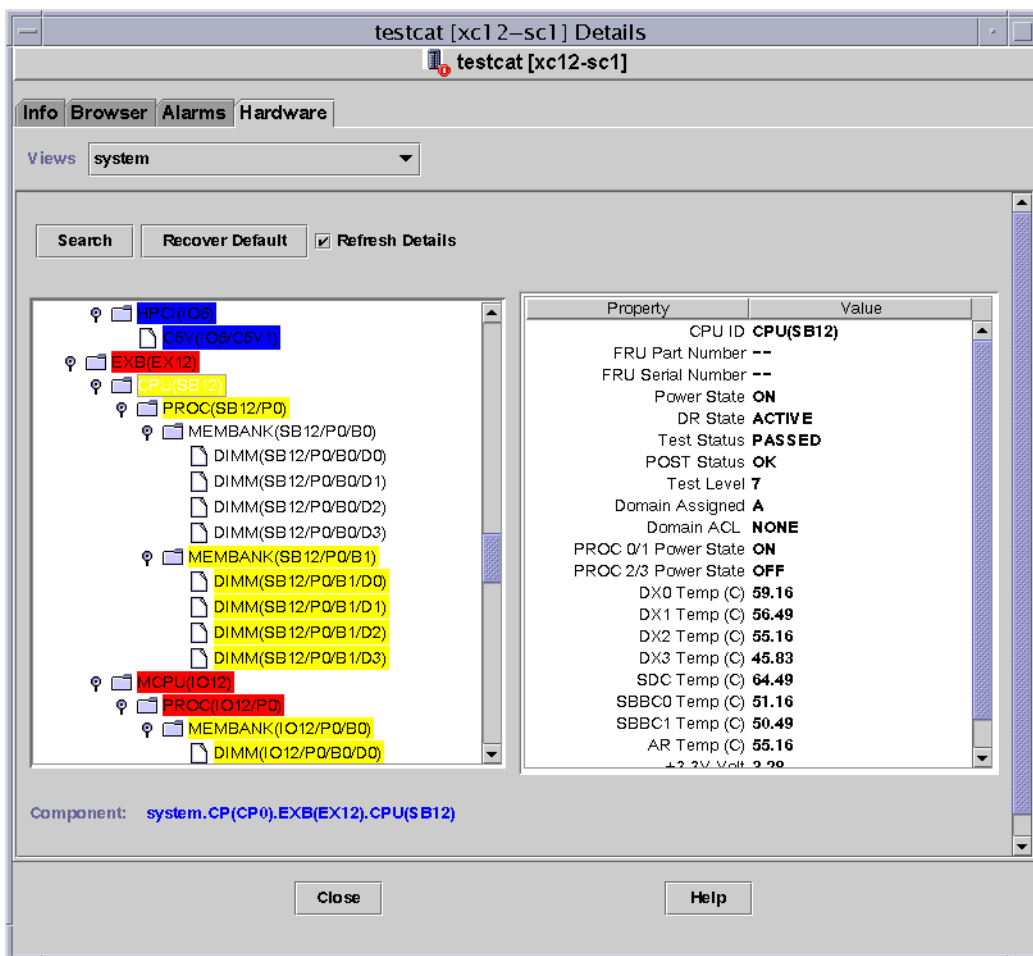 testcat [xc12-sc1] Details
testcat [xc12-sc1]
Info Browser Alarms Hardware
Views system
Search Recover Default Refresh Details
HPCI(IO6)
C5V(IO6/C5V1)
EXB(EX12)
CPU(SB12)
PROC(SB12/P0)
MEMBANK(SB12/P0/B0)
DIMM(SB12/P0/B0/D0)
DIMM(SB12/P0/B0/D1)
DIMM(SB12/P0/B0/D2)
DIMM(SB12/P0/B0/D3)
MEMBANK(SB12/P0/B1)
DIMM(SB12/P0/B1/D0)
DIMM(SB12/P0/B1/D1)
DIMM(SB12/P0/B1/D2)
DIMM(SB12/P0/B1/D3)
MCPU(IO12)
PROC(IO12/P0)
MEMBANK(IO12/P0/B0)
DIMM(IO12/P0/B0/D0)
Property Value
CPU ID CPU(SB12)
FRU Part Number --
FRU Serial Number --
Power State ON
DR State ACTIVE
Test Status PASSED
POST Status OK
Test Level 7
Domain Assigned A
Domain ACL NONE
PROC 0/1 Power State ON
PROC 2/3 Power State OFF
DX0 Temp (C) 59.16
DX1 Temp (C) 56.49
DX2 Temp (C) 55.16
DX3 Temp (C) 45.83
SDC Temp (C) 64.49
SBBC0 Temp (C) 51.16
SBBC1 Temp (C) 50.49
AR Temp (C) 55.16
+3.3V Volt 3.28
Component: system.CP(CP0).EXB(EX12).CPU(SB12)
Close Help